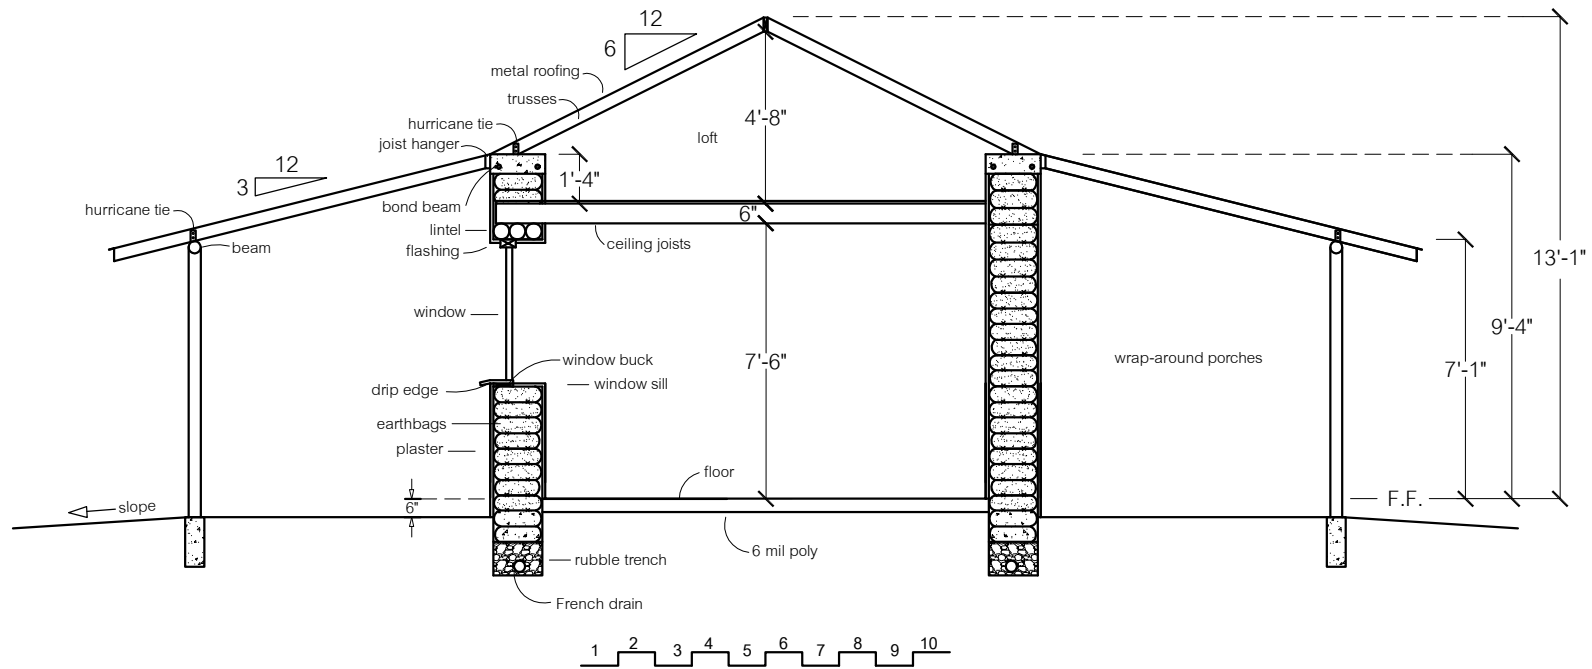 12
6
metal roofing
trusses
hurricane tie
joist hanger
4'-8"
loft
12
3
1'-4"
hurricane tie
bond beam
6"
lintel
beam
flashing
ceiling joists
13'-1"
window
9'-4"
window buck
7'-6"
wrap-around porches
7'-1"
drip edge
window sill
earthbags
plaster
floor
F.F.
slope
6"
6 mil poly
rubble trench
French drain
1 2 3 4 5 6 7 8 9 10